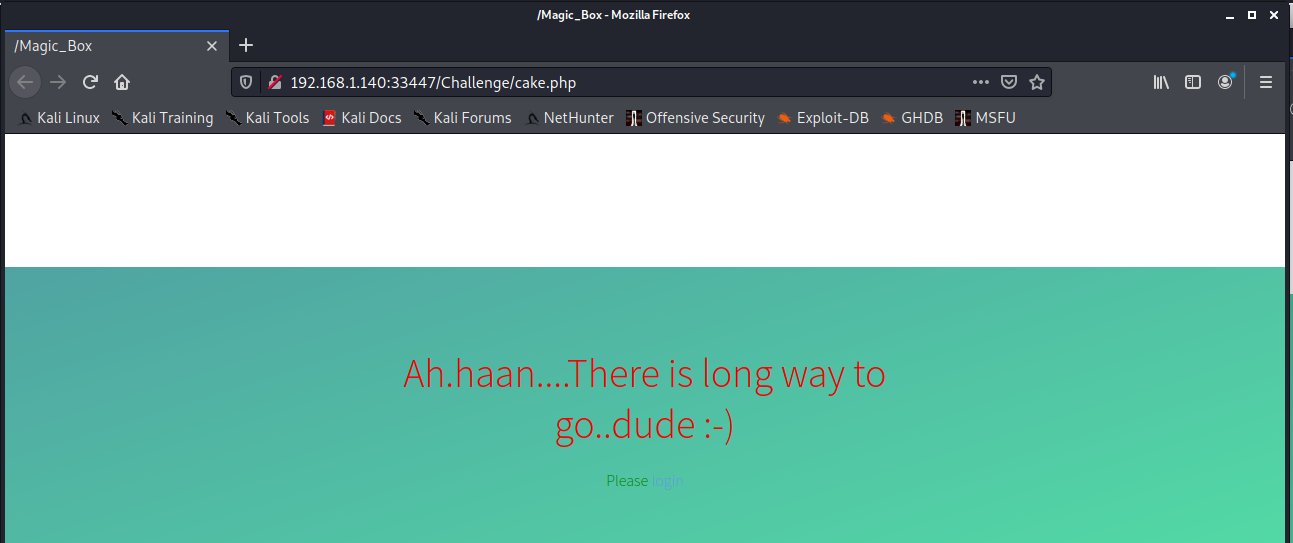 /Magic_Box - Mozilla Firefox
/Magic_Box
192.168.1.140:33447/Challenge/cake.php
Kali Linux Kali Training Kali Tools Kali Docs Kali Forums NetHunter Offensive Security Exploit-DB GHDB MSFU
Ah.haan....There is long way to
go..dude :-)
Please login